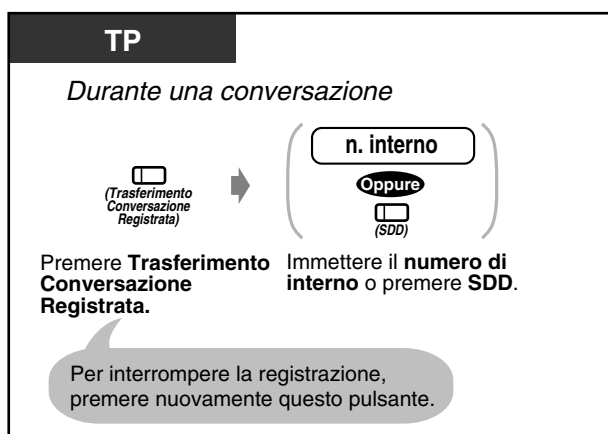 TP
Durante una conversazione
n. interno
Oppure
(SDD)
(Trasferimento
Conversazione
Registrata)
Premere Trasferimento
Conversazione
Registrata.
Immettere il numero di
interno o premere SDD.
Per interrompere la registrazione,
premere nuovamente questo pulsante.